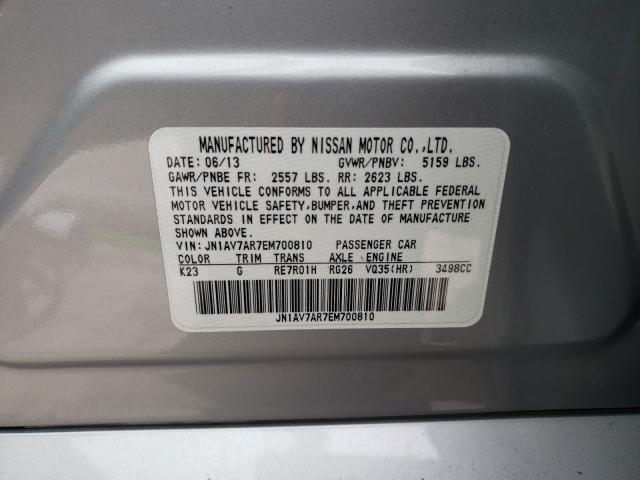 MANUFACTURED BY NISSAN MOTOR CO.,LTD.
DATE: 06/13 GVWR/PNBV: 5159 LBS.
GAWR/PNBE FR: 2557 LBS. RR: 2623 LBS.
THIS VEHICLE CONFORMS TO ALL APPLICABLE FEDERAL
MOTOR VEHICLE SAFETY,BUMPER,AND THEFT PREVENTION
STANDARDS IN EFFECT ON THE DATE OF MANUFACTURE
SHOWN ABOVE.
VIN: JN1AV7AR7EM700810 PASSENGER CAR
COLOR TRIM TRANS AXLE ENGINE
K23 G RE7R01H RG26 VQ35(HR) 3498CC
JN1AV7AR7EM700810